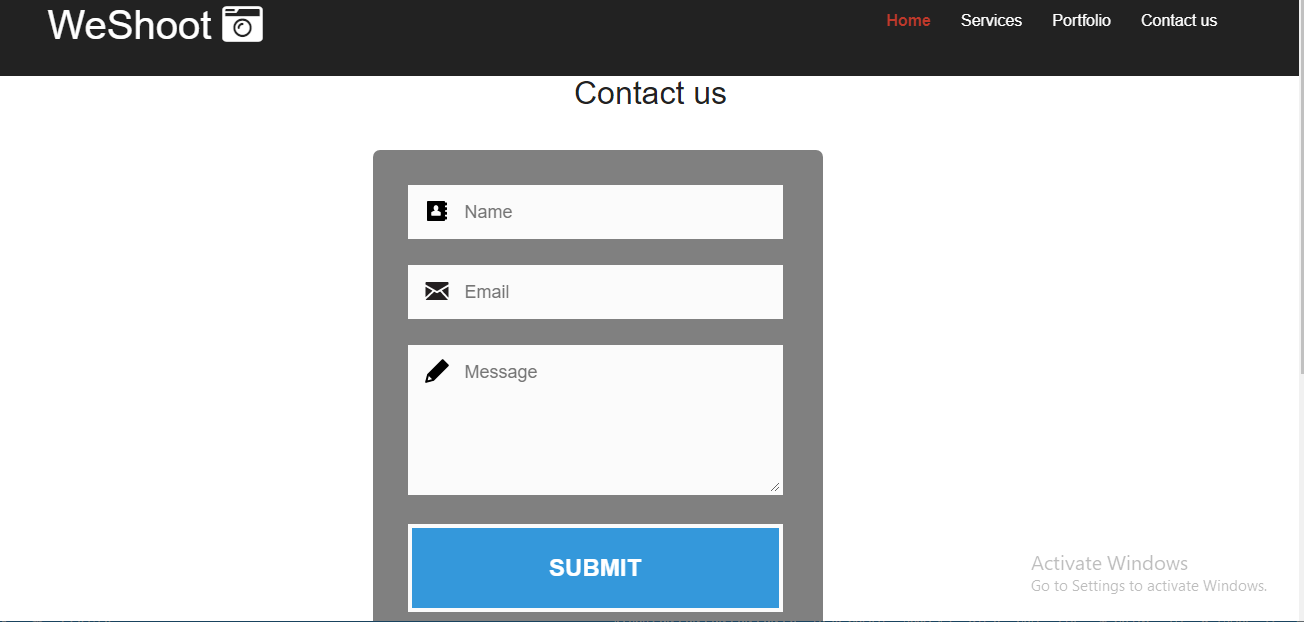 WeShoot
Home Services Portfolio Contact us
Contact us
Name
Email
Message
SUBMIT
Activate Windows
Go to Settings to activate Windows.